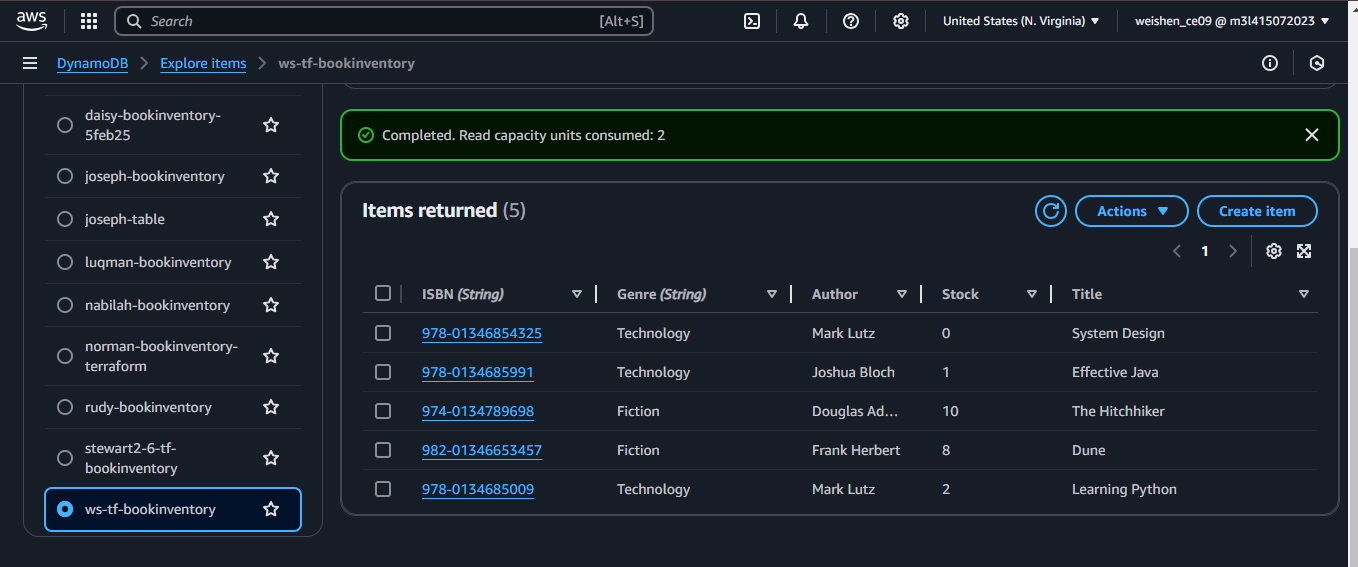 aws Search [Alt+S] United States (N. Virginia) weishen_ce09 @ m3l415072023
DynamoDB Explore items ws-tf-bookinventory
daisy-bookinventory-
5feb25
joseph-bookinventory
joseph-table
luqman-bookinventory
nabilah-bookinventory
norman-bookinventory-
terraform
rudy-bookinventory
stewart2-6-tf-
bookinventory
ws-tf-bookinventory
Completed. Read capacity units consumed: 2
Items returned (5) Actions Create item
1
ISBN (String) Genre (String) Author Stock Title
978-01346854325 Technology Mark Lutz 0 System Design
978-0134685991 Technology Joshua Bloch 1 Effective Java
974-0134789698 Fiction Douglas Ad... 10 The Hitchhiker
982-01346653457 Fiction Frank Herbert 8 Dune
978-0134685009 Technology Mark Lutz 2 Learning Python